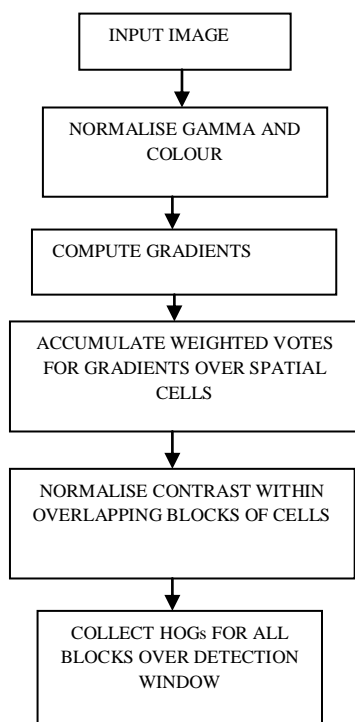 INPUT IMAGE
NORMALISE GAMMA AND
COLOUR
COMPUTE GRADIENTS
ACCUMULATE WEIGHTED VOTES
FOR GRADIENTS OVER SPATIAL
CELLS
NORMALISE CONTRAST WITHIN
OVERLAPPING BLOCKS OF CELLS
COLLECT HOGs FOR ALL
BLOCKS OVER DETECTION
WINDOW